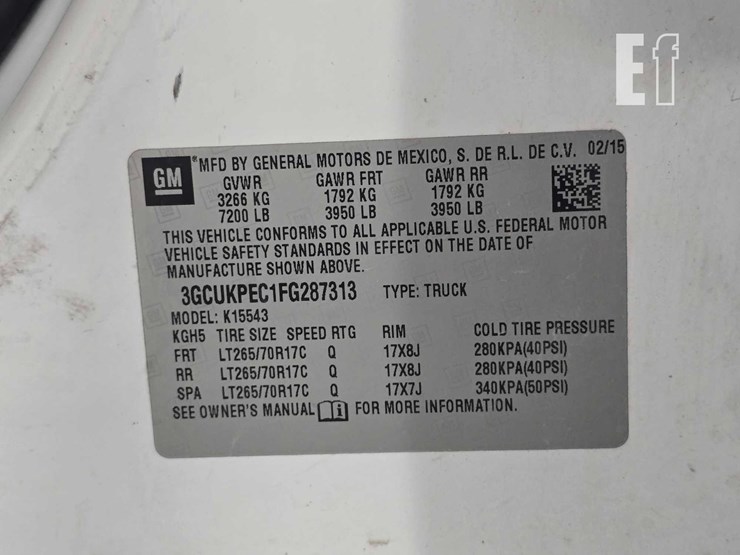 Ef
GM
*MFD BY GENERAL MOTORS DE MEXICO, S. DE R.L. DE C.V. 02/15
GVWR GAWR FRT GAWR RR
3266 KG 1792 KG 1792 KG
7200 LB 3950 LB 3950 LB
THIS VEHICLE CONFORMS TO ALL APPLICABLE U.S. FEDERAL MOTOR
VEHICLE SAFETY STANDARDS IN EFFECT ON THE DATE OF
MANUFACTURE SHOWN ABOVE.
3GCUKPEC1FG287313 TYPE: TRUCK
MODEL: K15543
KGH5 TIRE SIZE SPEED RTG RIM COLD TIRE PRESSURE
FRT LT265/70R17C Q 17X8J 280KPA(40PSI)
RR LT265/70R17C Q 17X8J 280KPA(40PSI)
SPA LT265/70R17C Q 17X7J 340KPA(50PSI)
SEE OWNER'S MANUAL i FOR MORE INFORMATION.